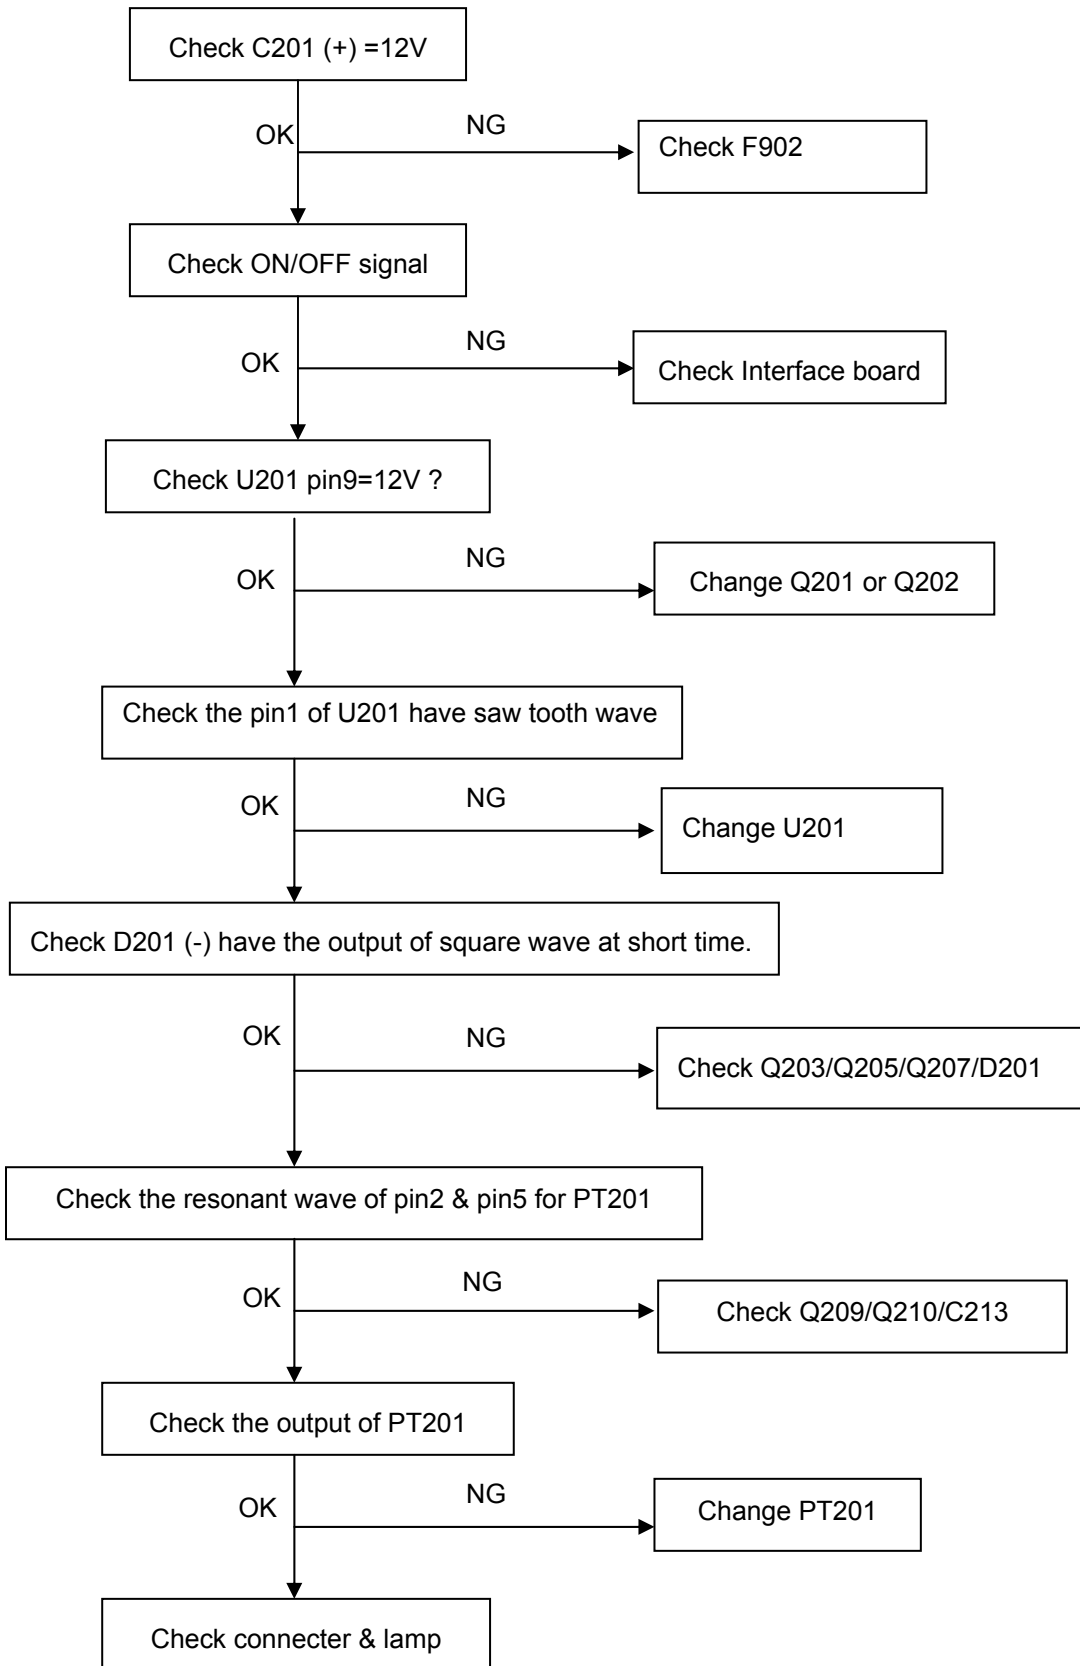 Check C201 (+) =12V
OK
NG
Check F902
Check ON/OFF signal
OK
NG
Check Interface board
Check U201 pin9=12V ?
OK
NG
Change Q201 or Q202
Check the pin1 of U201 have saw tooth wave
OK
NG
Change U201
Check D201 (-) have the output of square wave at short time.
OK
NG
Check Q203/Q205/Q207/D201
Check the resonant wave of pin2 & pin5 for PT201
OK
NG
Check Q209/Q210/C213
Check the output of PT201
OK
NG
Change PT201
Check connecter & lamp